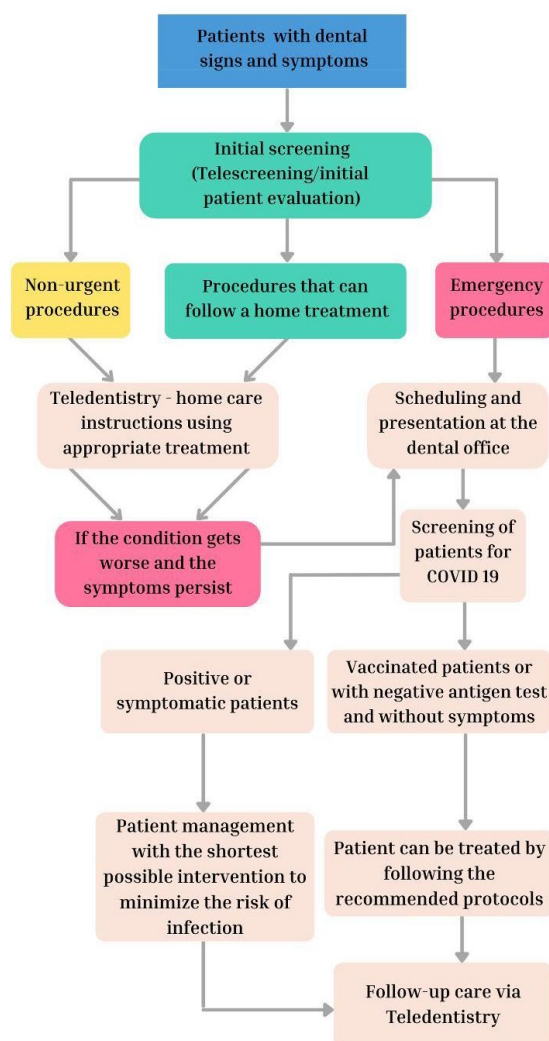 Patients with dental
signs and symptoms
Initial screening
(Telescreening/initial
patient evaluation)
Non-urgent
procedures
Procedures that can
follow a home treatment
Emergency
procedures
Teledentistry - home care
instructions using
appropriate treatment
Scheduling and
presentation at the
dental office
If the condition gets
worse and the
symptoms persist
Screening of
patients for
COVID 19
Positive or
symptomatic patients
Vaccinated patients or
with negative antigen test
and without symptoms
Patient management
with the shortest
possible intervention to
minimize the risk of
infection
Patient can be treated by
following the
recommended protocols
Follow-up care via
Teledentistry